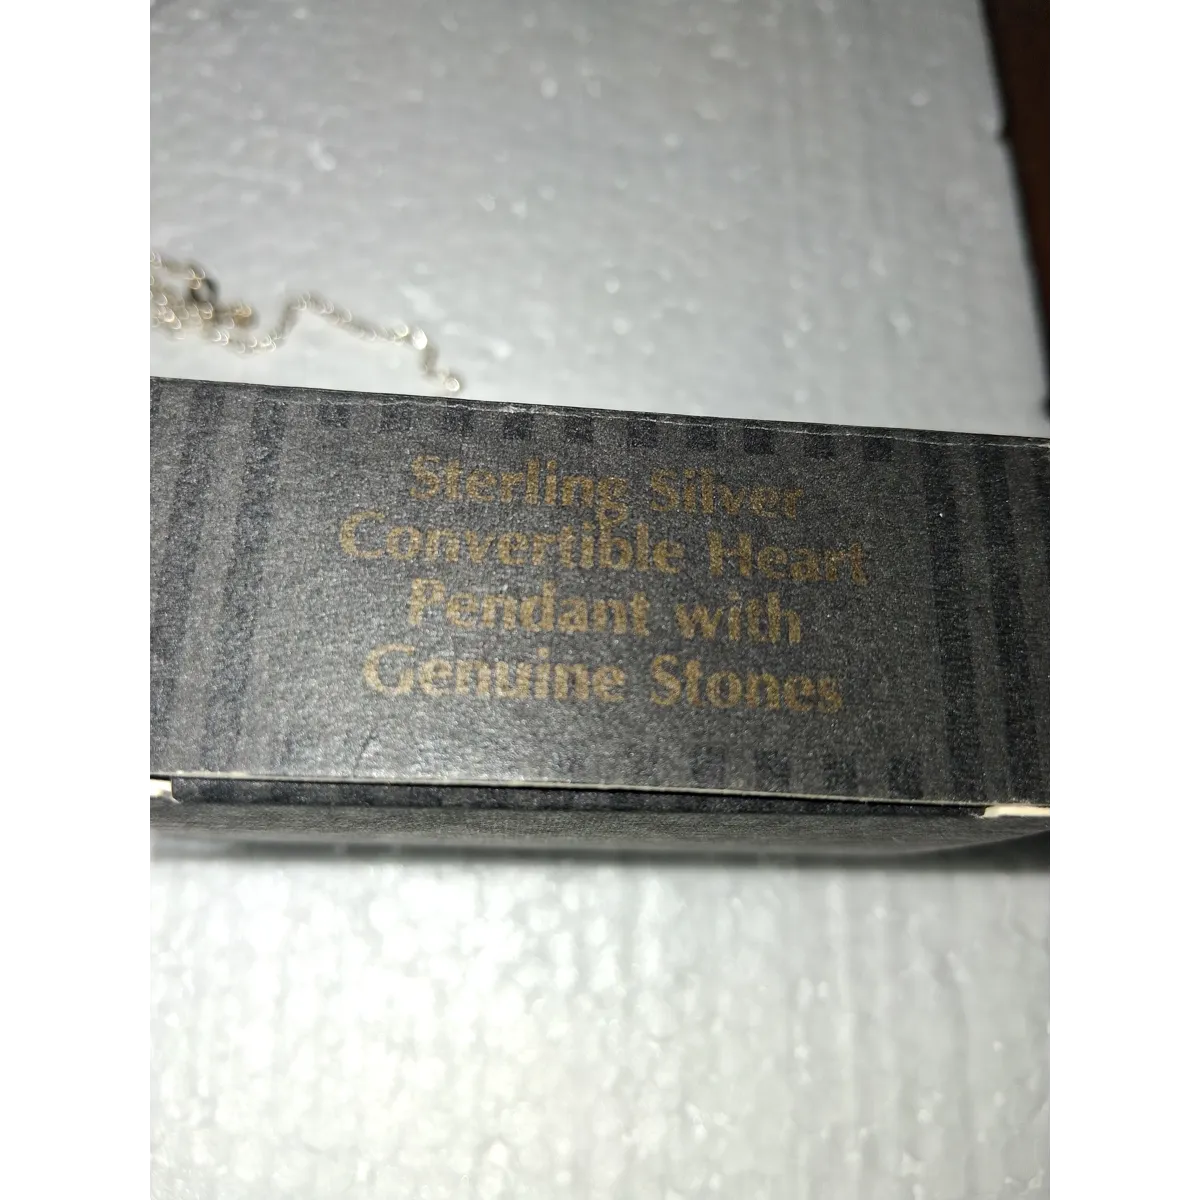 Sterling Silver
Convertible Heart
Pendant with
Genuine Stones